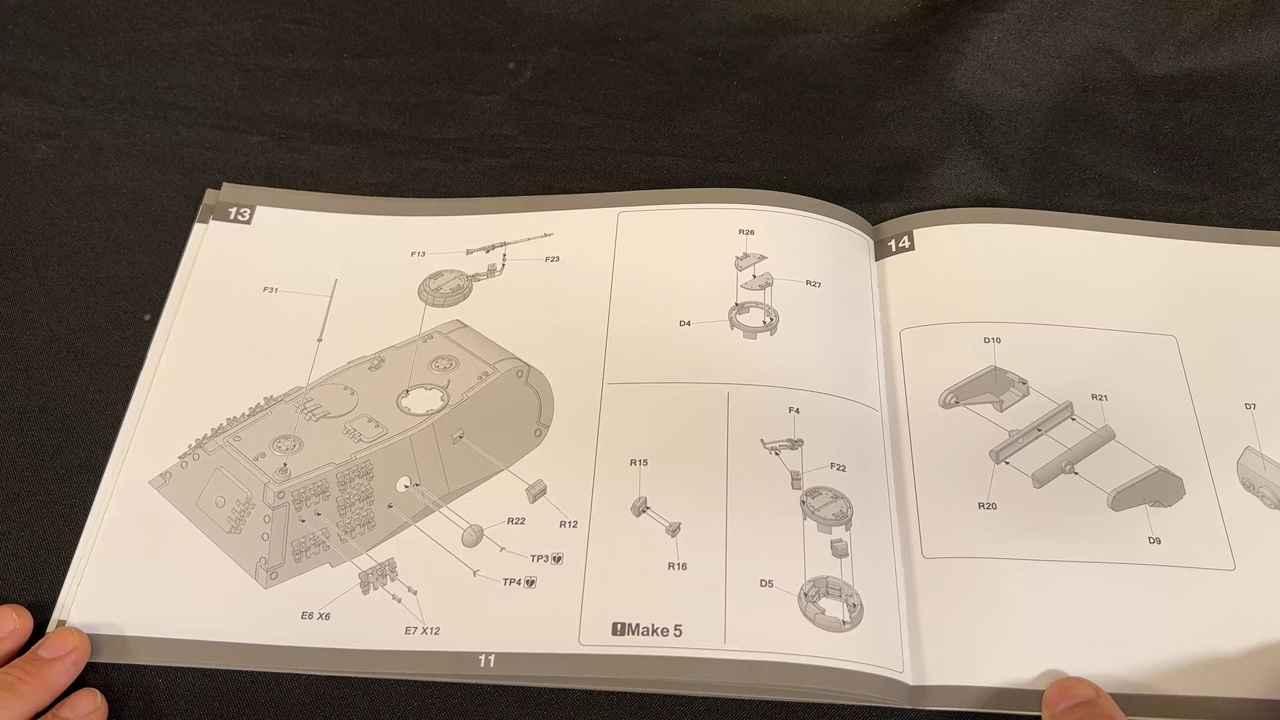 13
F13
F23
F31
R12
R22
TP3
TP4
E6 X6
E7 X12
R26
R27
D4
R15
R16
!Make 5
F4
F22
D5
11
14
D10
R21
R20
D9
D7